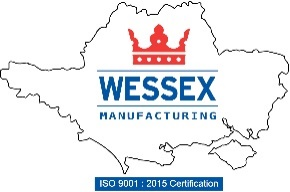 WESSEX
MANUFACTURING
ISO 9001 : 2015 Certification